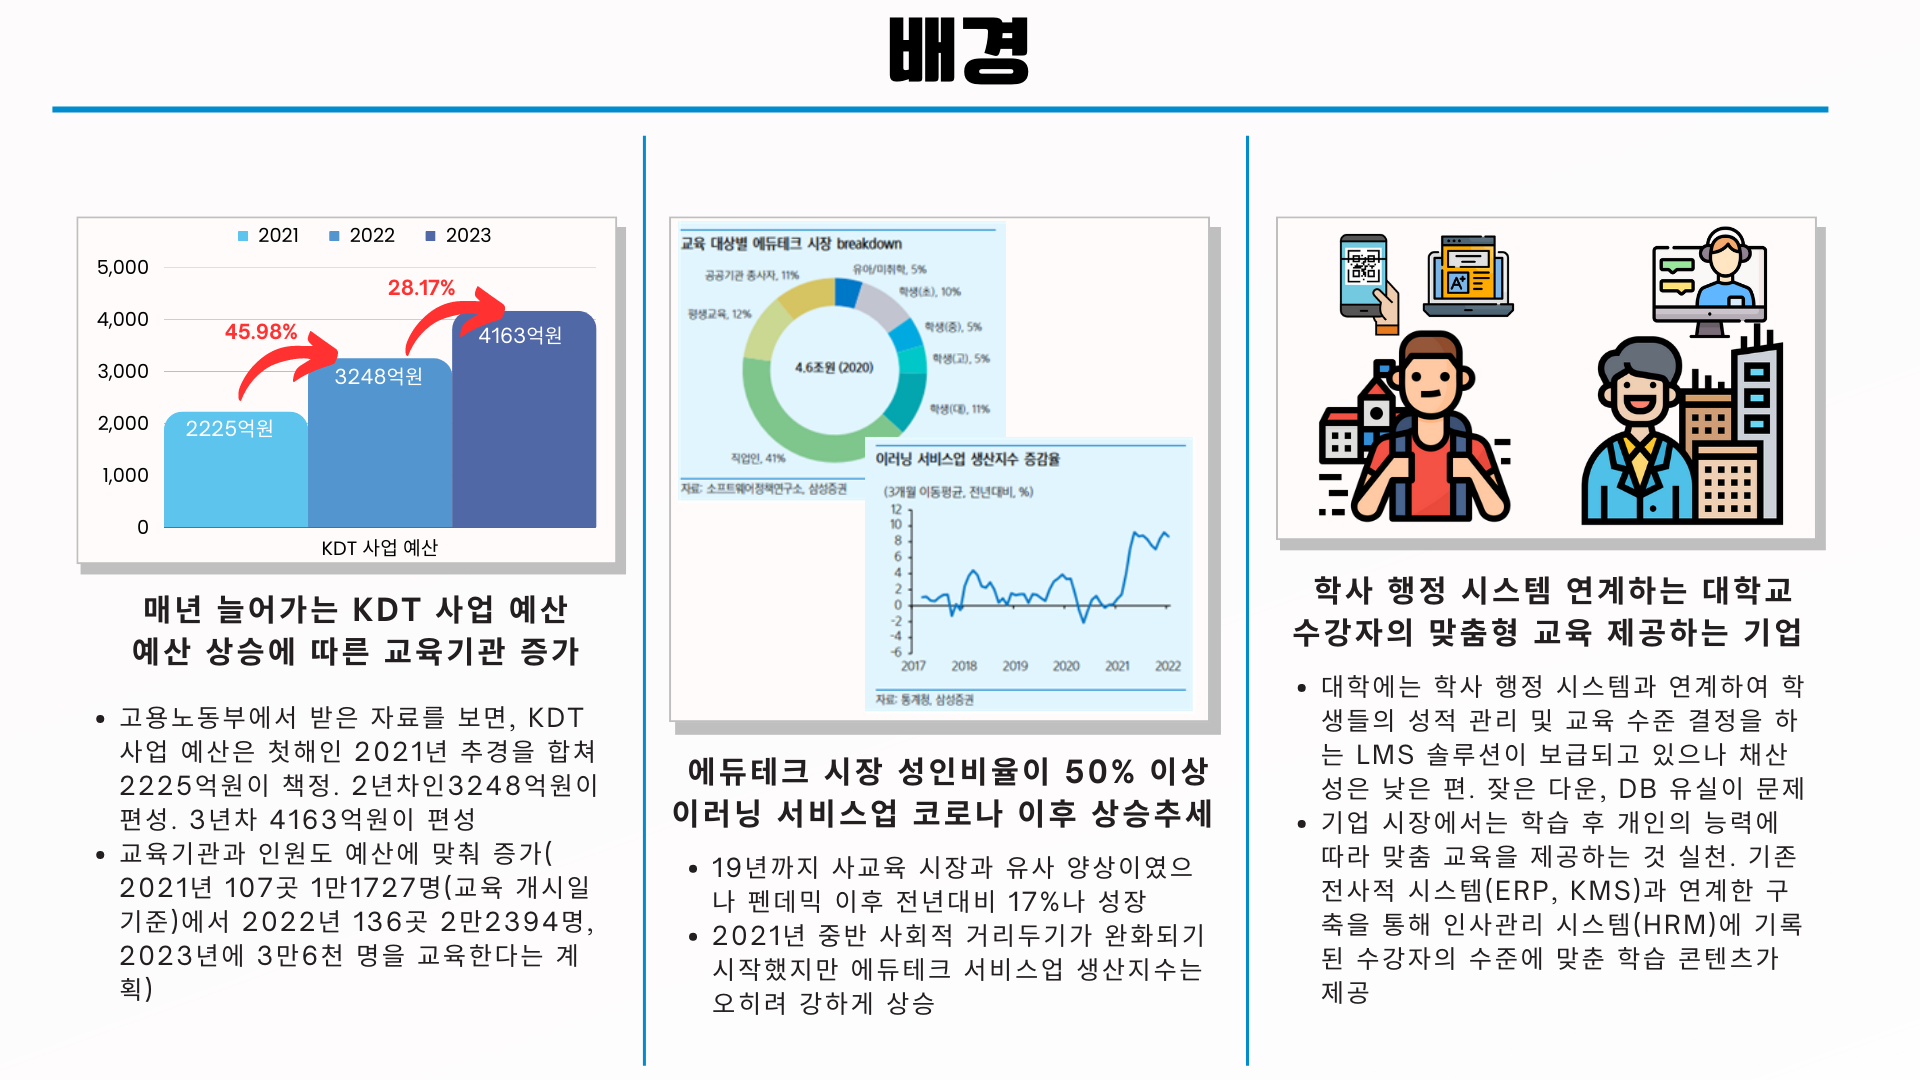 배경
2021 2022 2023
5,000
4,000
3,000
2,000
1,000
0
45.98%
28.17%
2225억원
3248억원
4163억원
KDT 사업 예산
매년 늘어가는 KDT 사업 예산
예산 상승에 따른 교육기관 증가
고용노동부에서 받은 자료를 보면, KDT
사업 예산은 첫해인 2021년 추경을 합쳐
2225억원이 책정. 2년차인3248억원이
편성. 3년차 4163억원이 편성
교육기관과 인원도 예산에 맞춰 증가(
2021년 107곳 1만1727명(교육 개시일
기준)에서 2022년 136곳 2만2394명,
2023년에 3만6천 명을 교육한다는 계
획)
교육 대상별 에듀테크 시장 breakdown
공공기관 종사자, 11%
유아/미취학, 5%
학생(초), 10%
평생교육, 12%
학생(중), 5%
학생(고), 5%
4.6조원 (2020)
학생(대), 11%
직업인, 41%
자료: 소프트웨어정책연구소, 삼성증권
이러닝 서비스업 생산지수 증감율
(3개월 이동평균, 전년대비, %)
12
10
8
6
4
2
0
-2
-4
-6
2017 2018 2019 2020 2021 2022
자료: 통계청, 삼성증권
에듀테크 시장 성인비율이 50% 이상
이러닝 서비스업 코로나 이후 상승추세
19년까지 사교육 시장과 유사 양상이였으
나 펜데믹 이후 전년대비 17%나 성장
2021년 중반 사회적 거리두기가 완화되기
시작했지만 에듀테크 서비스업 생산지수는
오히려 강하게 상승
A+
학사 행정 시스템 연계하는 대학교
수강자의 맞춤형 교육 제공하는 기업
대학에는 학사 행정 시스템과 연계하여 학
생들의 성적 관리 및 교육 수준 결정을 하
는 LMS 솔루션이 보급되고 있으나 채산
성은 낮은 편. 잦은 다운, DB 유실이 문제
기업 시장에서는 학습 후 개인의 능력에
따라 맞춤 교육을 제공하는 것 실천. 기존
전사적 시스템(ERP, KMS)과 연계한 구
축을 통해 인사관리 시스템(HRM)에 기록
된 수강자의 수준에 맞춘 학습 콘텐츠가
제공